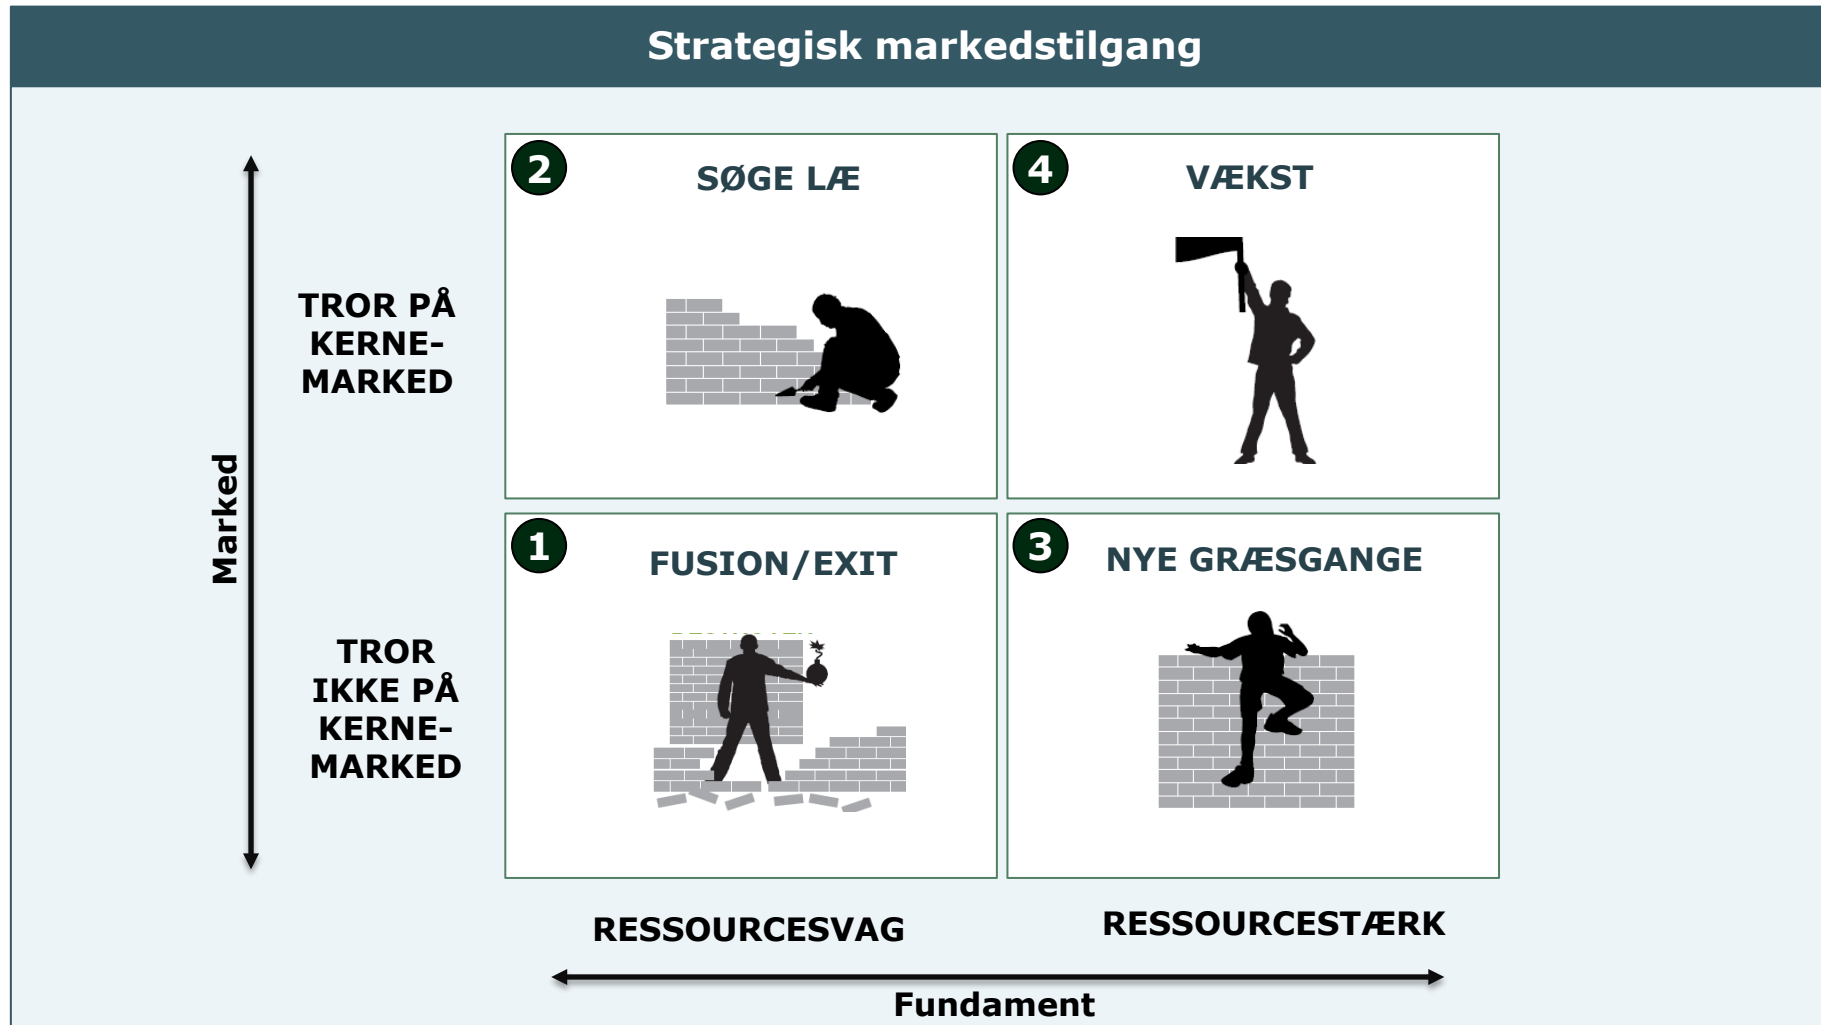 Strategisk markedstilgang
2
SØGE LÆ
4
VÆKST
TROR PÅ
KERNE-
MARKED
Marked
1
FUSION/EXIT
3
NYE GRÆSGANGE
TROR
IKKE PÅ
KERNE-
MARKED
RESSOURCESVAG
RESSOURCESTÆRK
Fundament